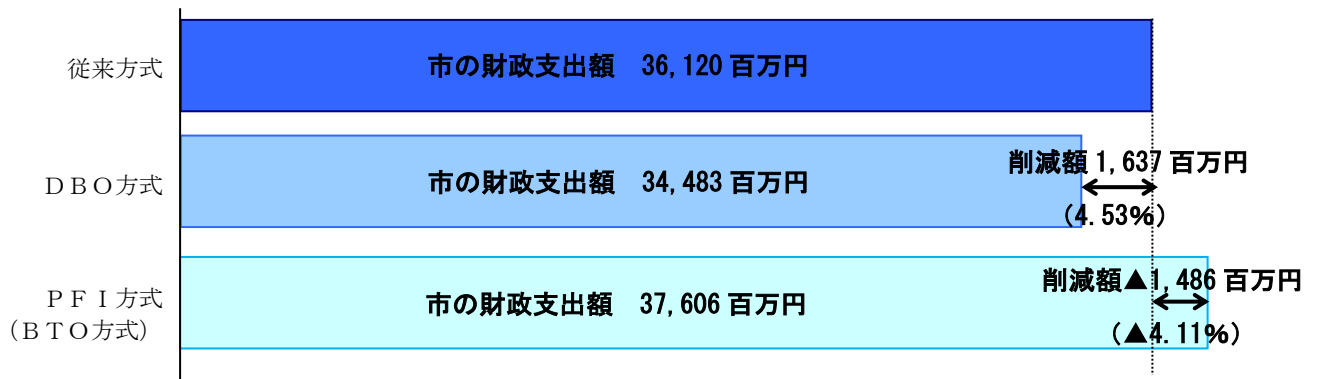 従来方式
市の財政支出額　36,120 百万円
ＤＢＯ方式
市の財政支出額　34,483 百万円
削減額 1,637 百万円
(4.53%)
ＰＦＩ方式
（ＢＴＯ方式）
市の財政支出額　37,606 百万円
削減額▲1,486 百万円
(▲4.11%)